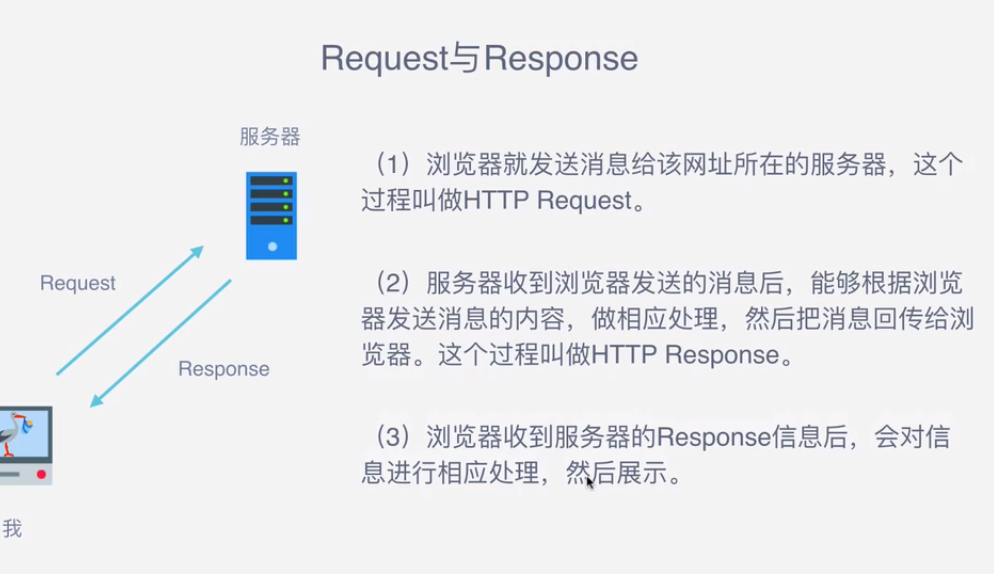 Request与Response
服务器
（1）浏览器就发送消息给该网址所在的服务器，这个
过程叫做HTTP Request。
Request
（2）服务器收到浏览器发送的消息后，能够根据浏览
器发送消息的内容，做相应处理，然后把消息回传给浏
览器。这个过程叫做HTTP Response。
Response
（3）浏览器收到服务器的Response信息后，会对信
息进行相应处理，然后展示。
我